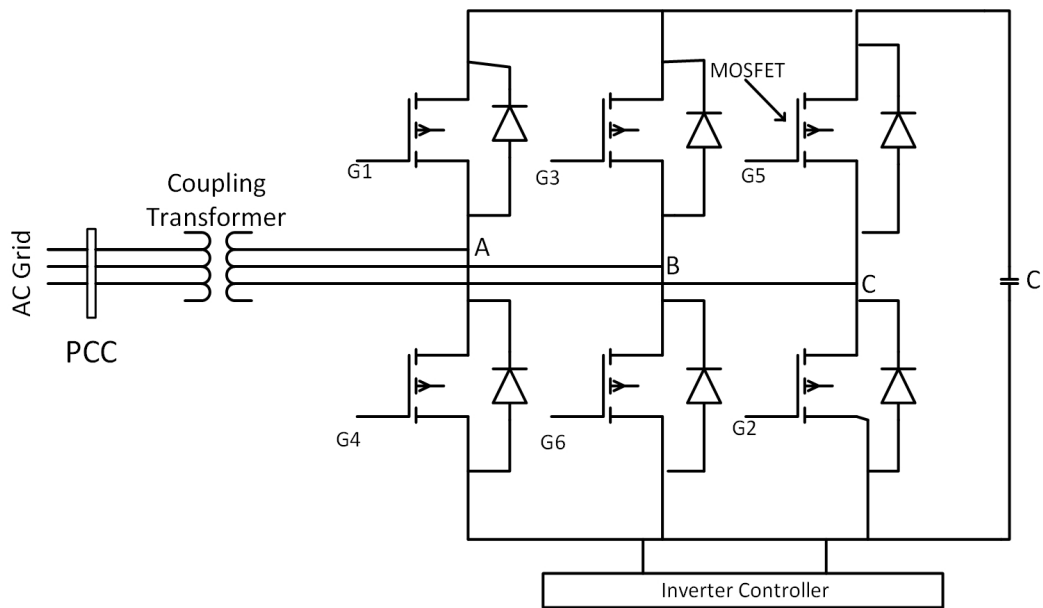 MOSFET
G1
G3
G5
Coupling
Transformer
AC Grid
A
B
C
C
PCC
G4
G6
G2
Inverter Controller